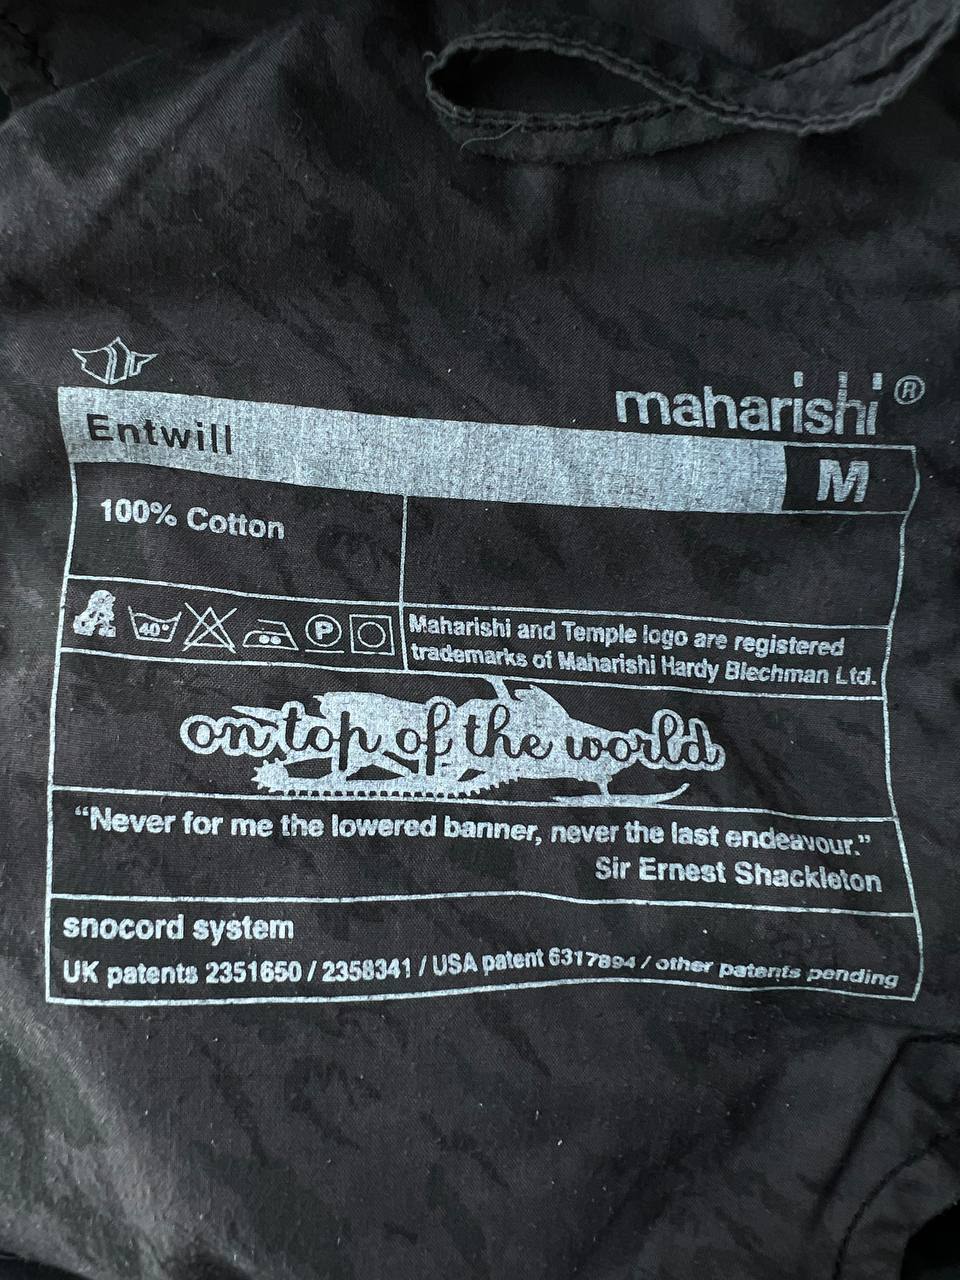 maharishi®
Entwill
M
100% Cotton
40°
P
Maharishi and Temple logo are registered
trademarks of Maharishi Hardy Blechman Ltd.
on top of the world
“Never for me the lowered banner, never the last endeavour.”
Sir Ernest Shackleton
snocord system
UK patents 2351650 / 2358341 / USA patent 6317894 / other patents pending